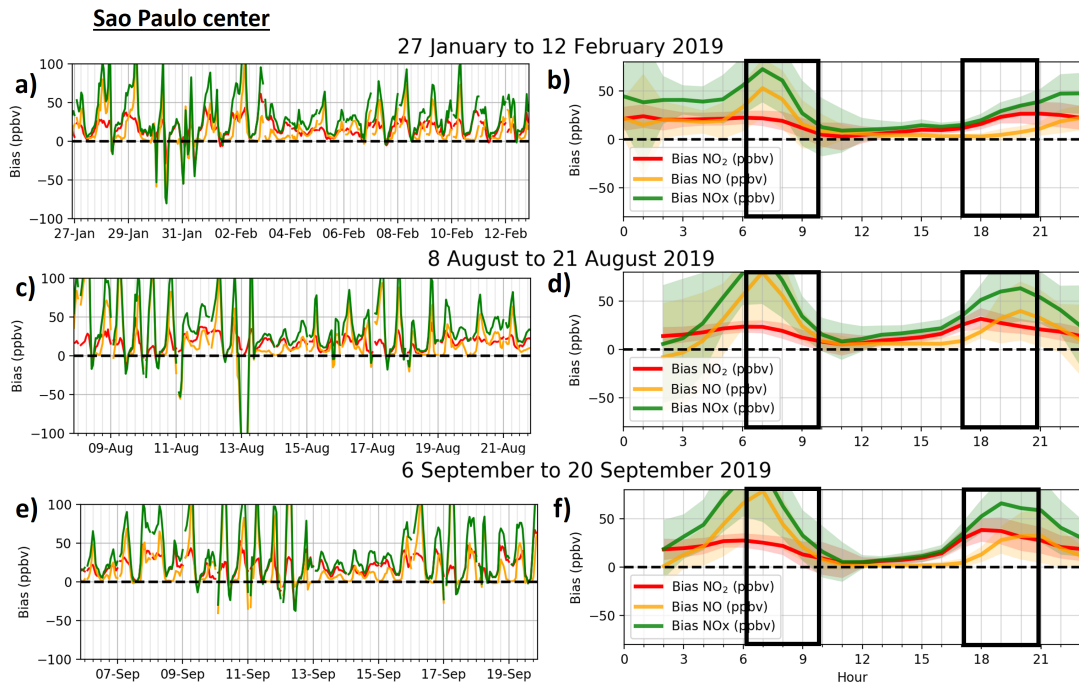 Sao Paulo center
27 January to 12 February 2019
a)
Bias (ppbv)
100
50
0
−50
−100
27-Jan 29-Jan 31-Jan 02-Feb 04-Feb 06-Feb 08-Feb 10-Feb 12-Feb
b)
Bias (ppbv)
50
0
−50
Bias NO₂ (ppbv)
Bias NO (ppbv)
Bias NOx (ppbv)
0 3 6 9 12 15 18 21
8 August to 21 August 2019
c)
Bias (ppbv)
100
50
0
−50
−100
09-Aug 11-Aug 13-Aug 15-Aug 17-Aug 19-Aug 21-Aug
d)
Bias (ppbv)
50
0
−50
Bias NO₂ (ppbv)
Bias NO (ppbv)
Bias NOx (ppbv)
0 3 6 9 12 15 18 21
6 September to 20 September 2019
e)
Bias (ppbv)
100
50
0
−50
−100
07-Sep 09-Sep 11-Sep 13-Sep 15-Sep 17-Sep 19-Sep
f)
Bias (ppbv)
50
0
−50
Bias NO₂ (ppbv)
Bias NO (ppbv)
Bias NOx (ppbv)
0 3 6 9 12 15 18 21
Hour